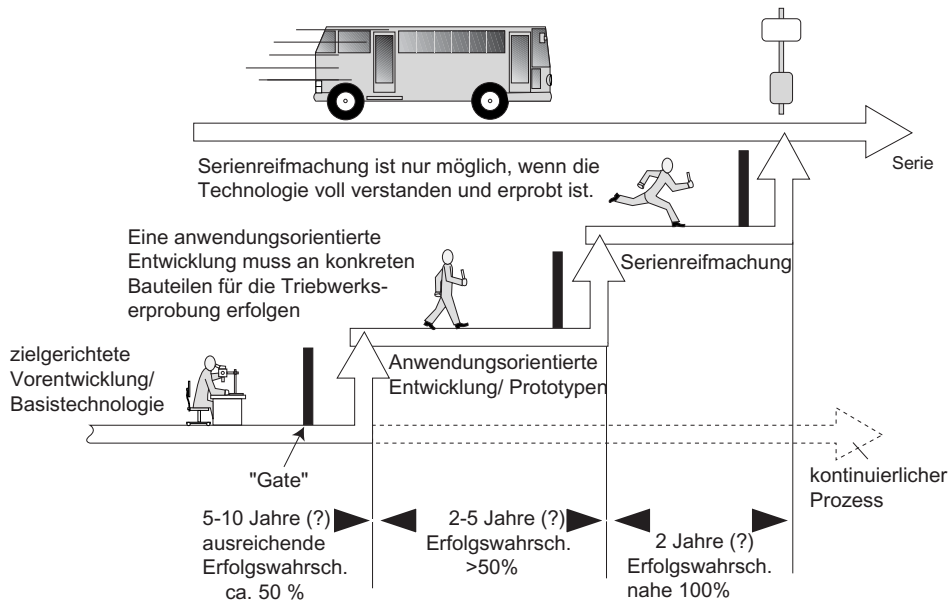 Serie
Serienreifmachung ist nur möglich, wenn die
Technologie voll verstanden und erprobt ist.
Eine anwendungsorientierte
Entwicklung muss an konkreten
Bauteilen für die Triebwerks-
erprobung erfolgen
Serienreifmachung
zielgerichtete
Vorentwicklung/
Basistechnologie
Anwendungsorientierte
Entwicklung/ Prototypen
"Gate"
kontinuierlicher
Prozess
5-10 Jahre (?)
ausreichende
Erfolgswahrsch.
ca. 50 %
2-5 Jahre (?)
Erfolgswahrsch.
>50%
2 Jahre (?)
Erfolgswahrsch.
nahe 100%